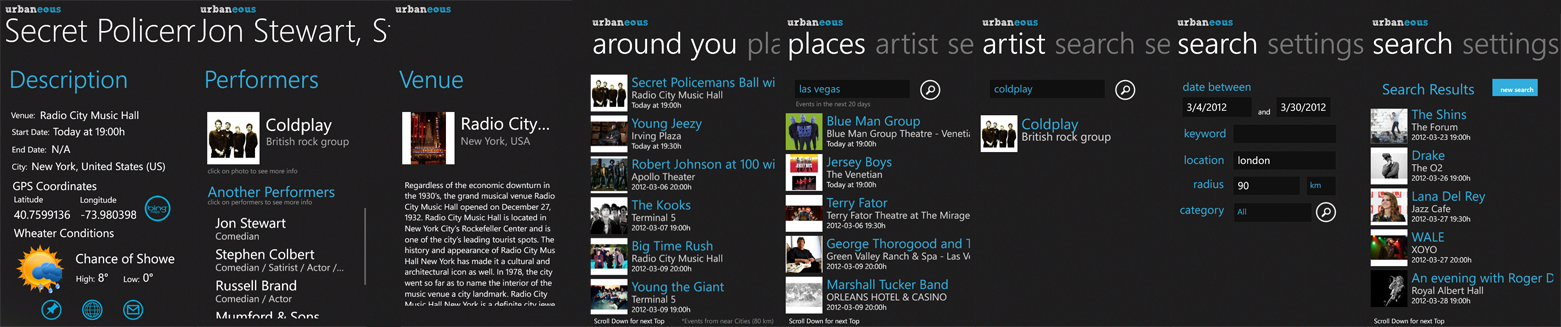 urbaneous
Secret Policem
Description
Venue: Radio City Music Hall
Start Date: Today at 19:00h
End Date: N/A
City: New York, United States (US)
GPS Coordinates
Latitude Longitude
40.7599136 -73.980398
bing
Wheater Conditions
Chance of Showe
High: 8° Low: 0°
urbaneous
Jon Stewart, S
Performers
Coldplay
British rock group
click on photo to see more info
Another Performers
click on performers to see more info
Jon Stewart
Comedian
Stephen Colbert
Comedian / Satirist / Actor /...
Russell Brand
Comedian / Actor
Mumford & Sons
urbaneous
Venue
Radio City...
New York, USA
Regardless of the economic downturn in
the 1930's, the grand musical venue Radio
City Music Hall opened on December 27,
1932. Radio City Music Hall is located in
New York City's Rockefeller Center and is
one of the city's leading tourist spots. The
history and appearance of Radio City Mus
Hall New York has made it a cultural and
architectural icon as well. In 1978, the city
went so far as to name the interior of the
music venue a city landmark. Radio City
Music Hall New York is a definite city jewe
urbaneous
around you pla
Secret Policemans Ball wi
Radio City Music Hall
Today at 19:00h
Young Jeezy
Irving Plaza
Today at 19:30h
Robert Johnson at 100 wi
Apollo Theater
2012-03-06 20:00h
The Kooks
Terminal 5
2012-03-07 19:00h
Big Time Rush
Radio City Music Hall
2012-03-09 20:00h
Young the Giant
Terminal 5
2012-03-09 20:00h
Scroll Down for next Top *Events from near Cities (80 km)
urbaneous
places artist se
las vegas
Events in the next 20 days
Blue Man Group
Blue Man Group Theatre - Veneti
Today at 19:00h
Jersey Boys
The Venetian
Today at 19:00h
Terry Fator
Terry Fator Theatre at The Mirage
2012-03-06 19:30h
George Thorogood and T
Green Valley Ranch & Spa - Las V
2012-03-09 20:00h
Marshall Tucker Band
ORLEANS HOTEL & CASINO
2012-03-09 20:00h
Scroll Down for next Top
urbaneous
artist search se
coldplay
Coldplay
British rock group
urbaneous
search settings
date between
3/4/2012 and 3/30/2012
keyword
location london
radius 90 km
category All
urbaneous
search settings
Search Results new search
The Shins
The Forum
2012-03-23 19:00h
Drake
The O2
2012-03-26 19:00h
Lana Del Rey
Jazz Cafe
2012-03-27 19:30h
WALE
XOYO
2012-03-27 20:00h
An evening with Roger D
Royal Albert Hall
2012-03-28 19:00h
Scroll Down for next Top